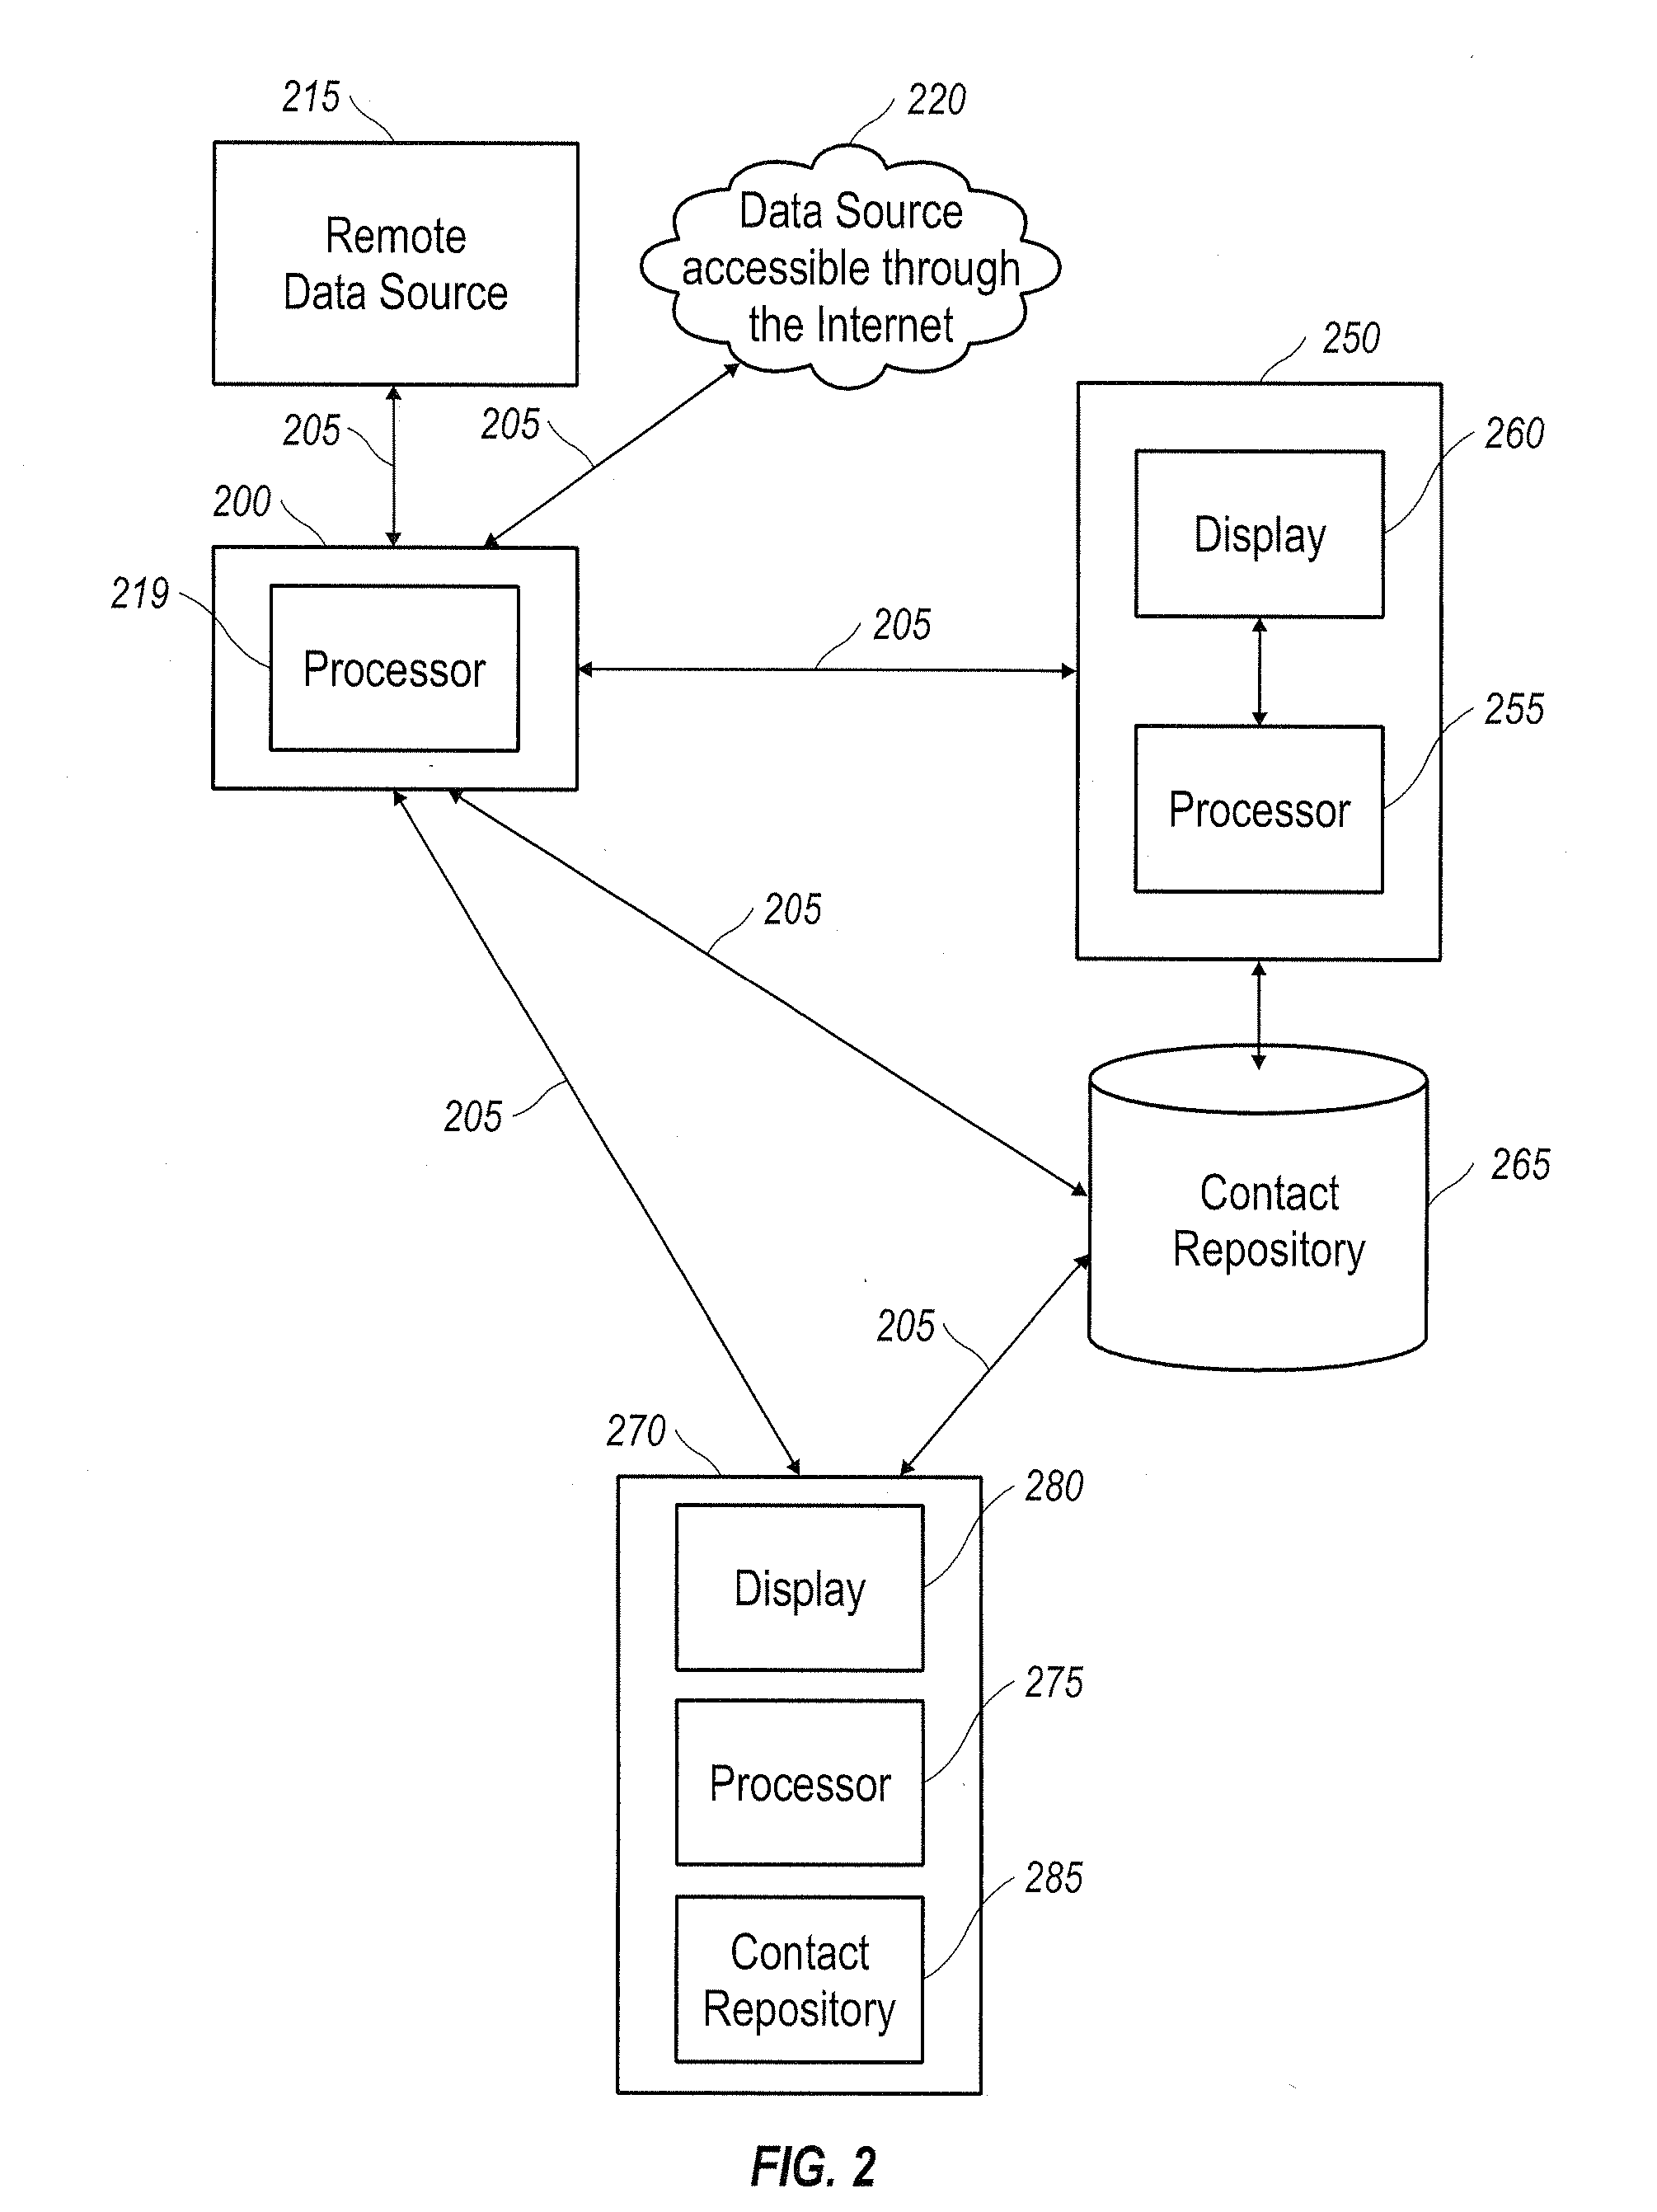 215
220
Remote
Data Source
Data Source
accessible through
the Internet
250
205
205
260
Display
200
219
Processor
205
255
Processor
205
205
265
Contact
Repository
205
270
280
Display
275
Processor
285
Contact
Repository
FIG. 2